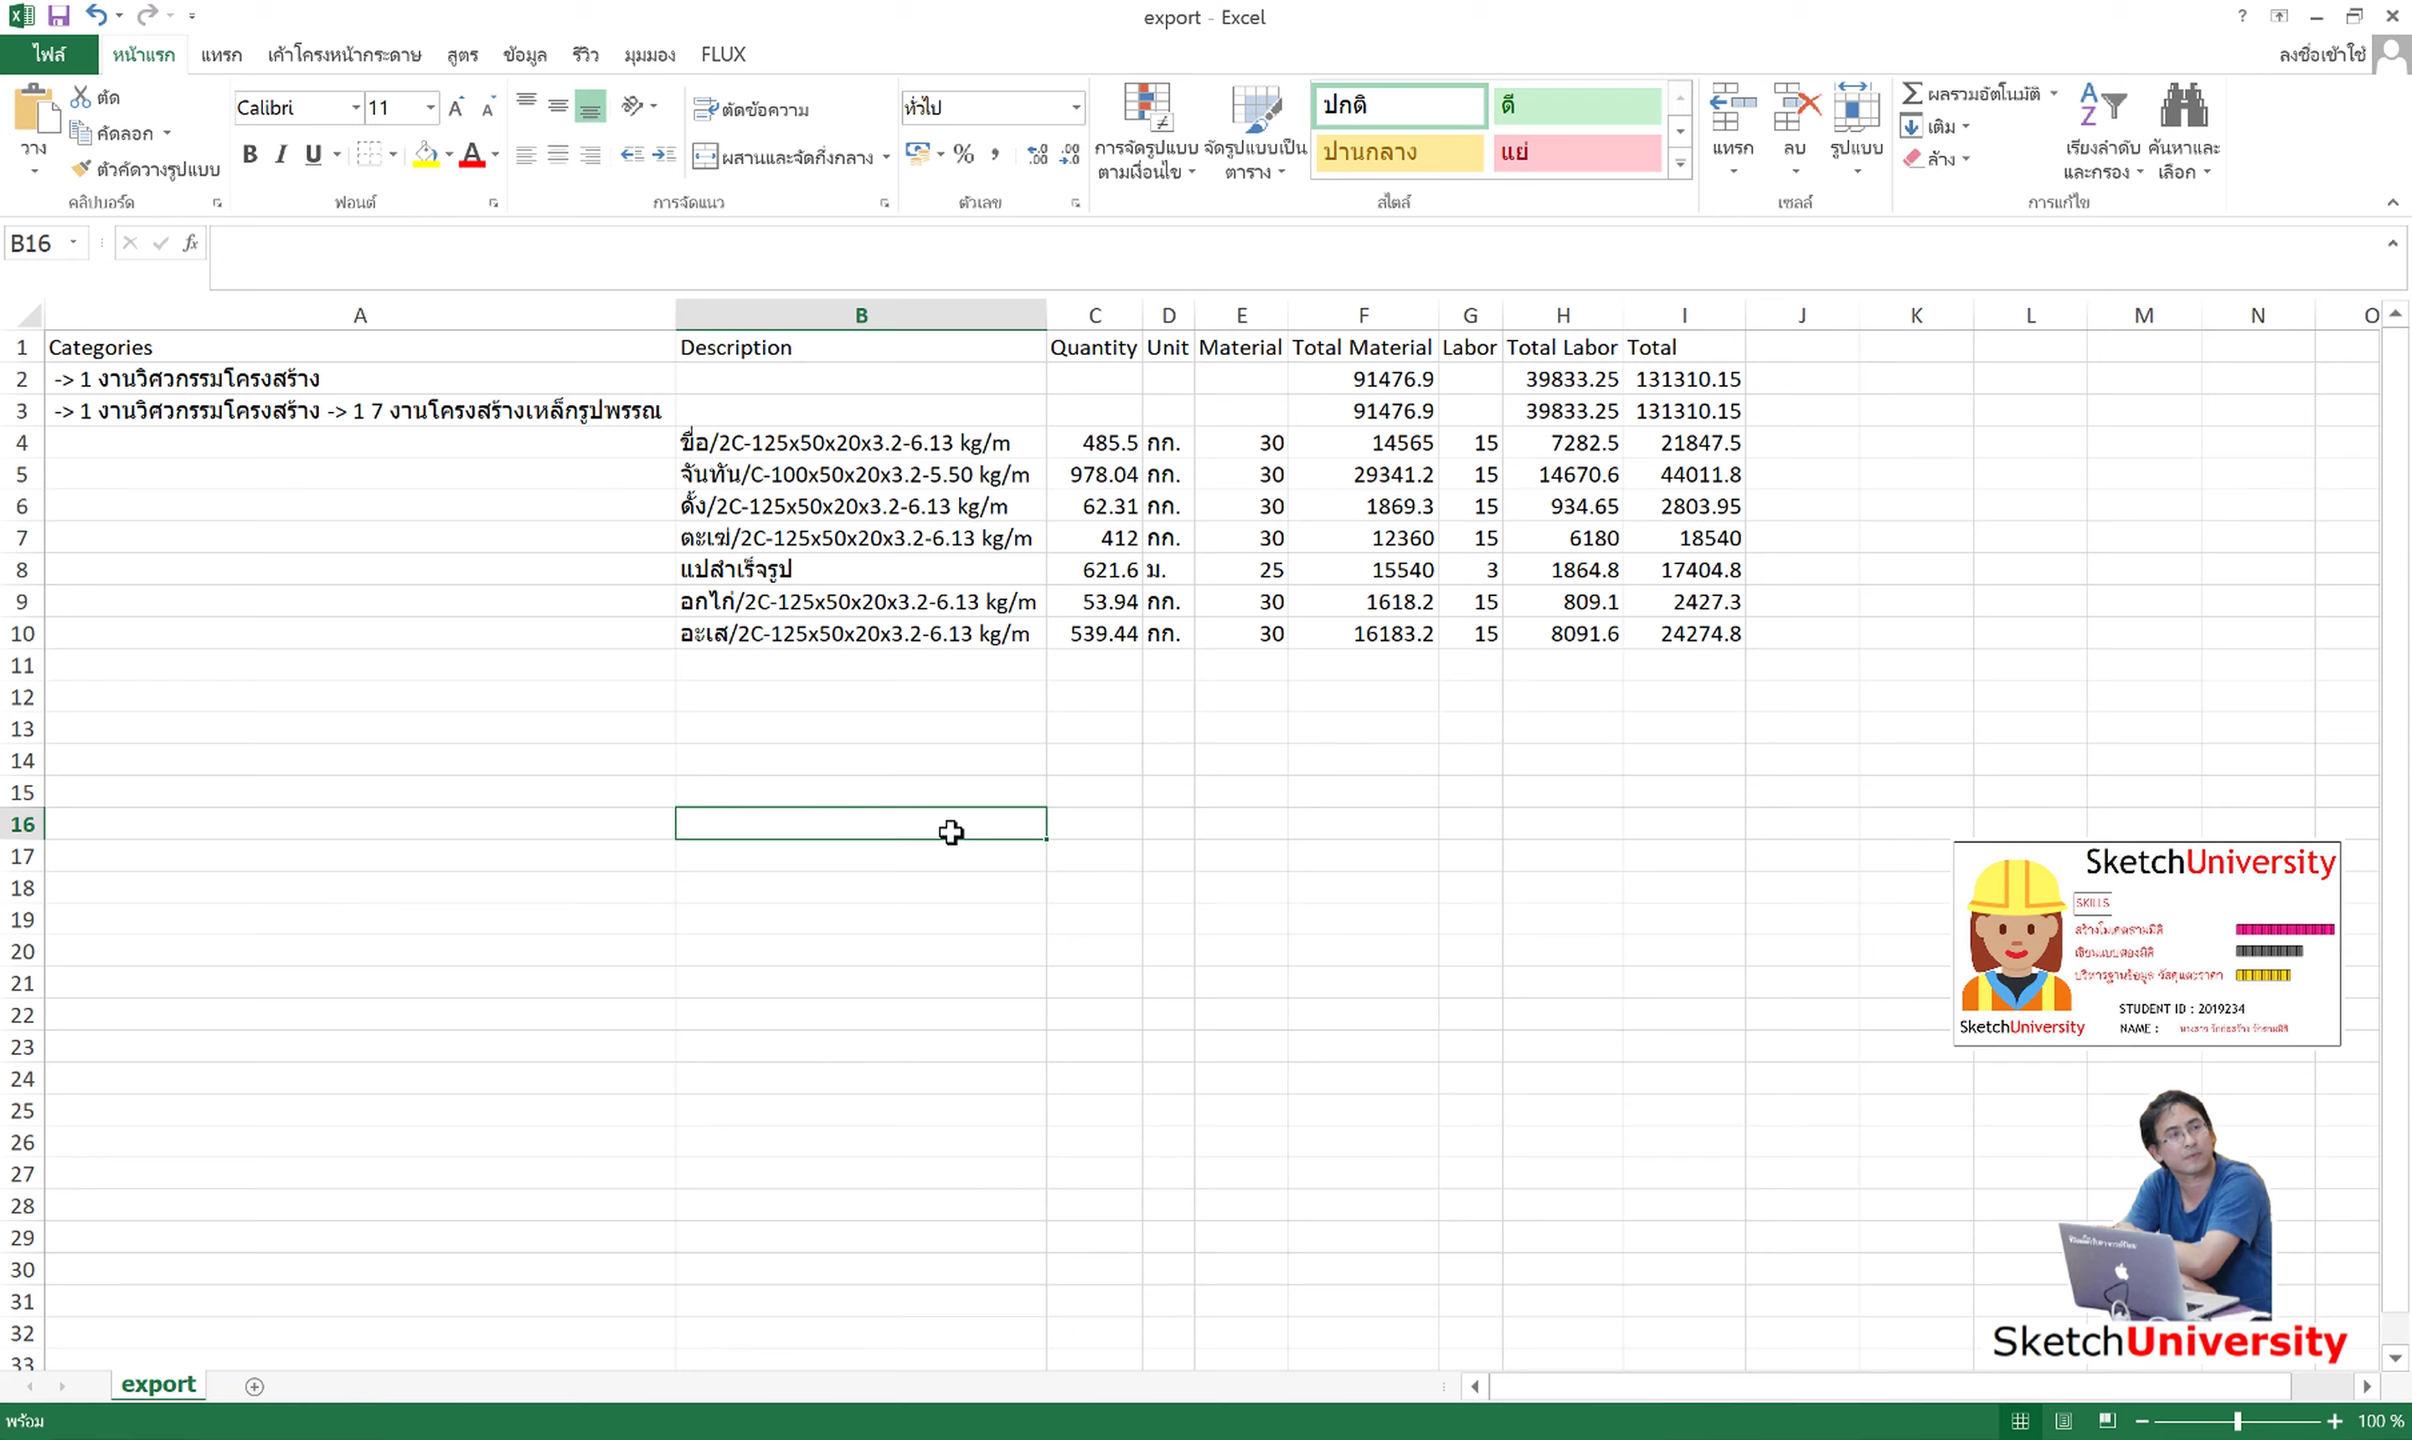 export - Excel
ไฟล์ หน้าแรก แทรก เค้าโครงหน้ากระดาษ สูตร ข้อมูล รีวิว มุมมอง FLUX ลงชื่อเข้าใช้
วาง ตัด คัดลอก ตัวคัดวางรูปแบบ คลิปบอร์ด
Calibri 11 ฟอนต์
ตัดข้อความ ผสานและจัดกึ่งกลาง การจัดแนว
ทั่วไป ตัวเลข
การจัดรูปแบบตามเงื่อนไข จัดรูปแบบเป็นตาราง ปกติ ดี ปานกลาง แย่ สไตล์
แทรก ลบ รูปแบบ เซลล์
ผลรวมอัตโนมัติ เติม ล้าง เรียงลำดับและกรอง ค้นหาและเลือก การแก้ไข
B16
A B C D E F G H I J K L M N O
1 Categories Description Quantity Unit Material Total Material Labor Total Labor Total
2 -> 1 งานวิศวกรรมโครงสร้าง 91476.9 39833.25 131310.15
3 -> 1 งานวิศวกรรมโครงสร้าง -> 1 7 งานโครงสร้างเหล็กรูปพรรณ 91476.9 39833.25 131310.15
4 ขื่อ/2C-125x50x20x3.2-6.13 kg/m 485.5 กก. 30 14565 15 7282.5 21847.5
5 จันทัน/C-100x50x20x3.2-5.50 kg/m 978.04 กก. 30 29341.2 15 14670.6 44011.8
6 ดั้ง/2C-125x50x20x3.2-6.13 kg/m 62.31 กก. 30 1869.3 15 934.65 2803.95
7 ตะเฆ่/2C-125x50x20x3.2-6.13 kg/m 412 กก. 30 12360 15 6180 18540
8 แปสำเร็จรูป 621.6 ม. 25 15540 3 1864.8 17404.8
9 อกไก่/2C-125x50x20x3.2-6.13 kg/m 53.94 กก. 30 1618.2 15 809.1 2427.3
10 อะเส/2C-125x50x20x3.2-6.13 kg/m 539.44 กก. 30 16183.2 15 8091.6 24274.8
11
12
13
14
15
16
17
18
19
20
21
22
23
24
25
26
27
28
29
30
31
32
33
SketchUniversity
SKILLS
สร้างโมเดลสามมิติ
เขียนแบบสองมิติ
บริหารฐานข้อมูล วัสดุและราคา
STUDENT ID : 2019234
NAME :
SketchUniversity
SketchUniversity
export
พร้อม 100 %